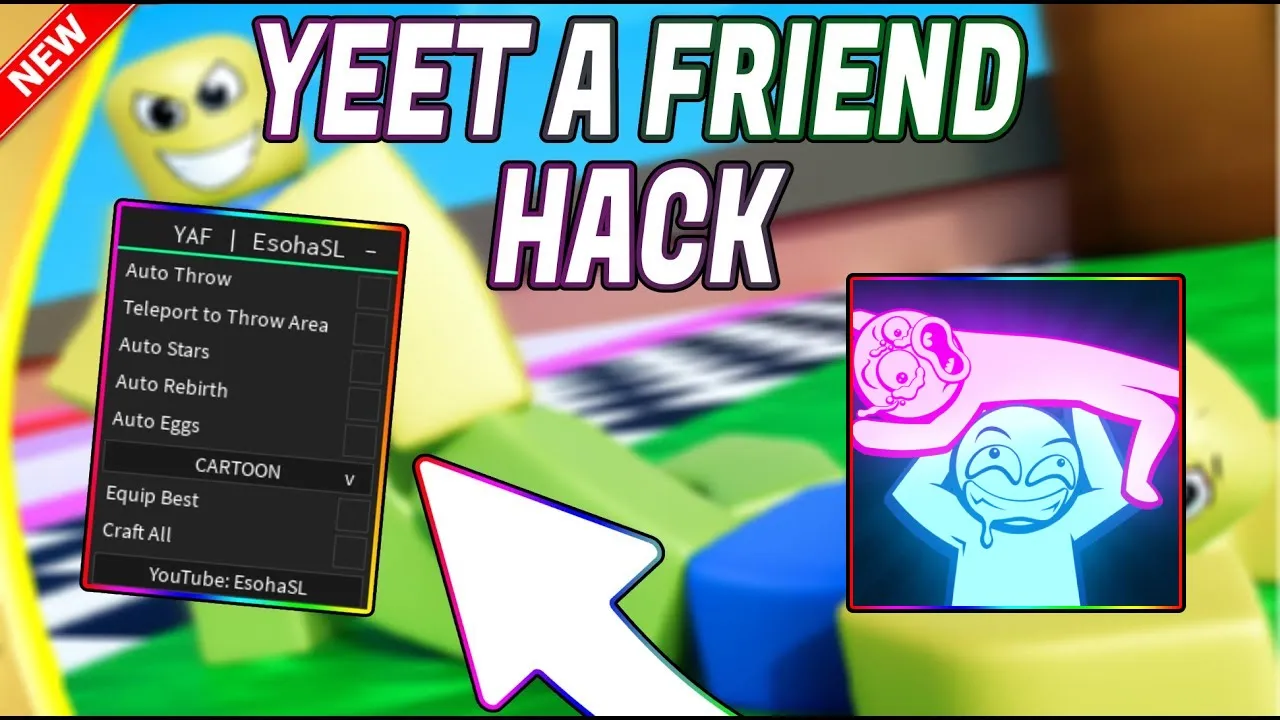 NEW
YEET A FRIEND
HACK
YAF | EsohaSL –
Auto Throw
Teleport to Throw Area
Auto Stars
Auto Rebirth
Auto Eggs
CARTOON v
Equip Best
Craft All
YouTube: EsohaSL